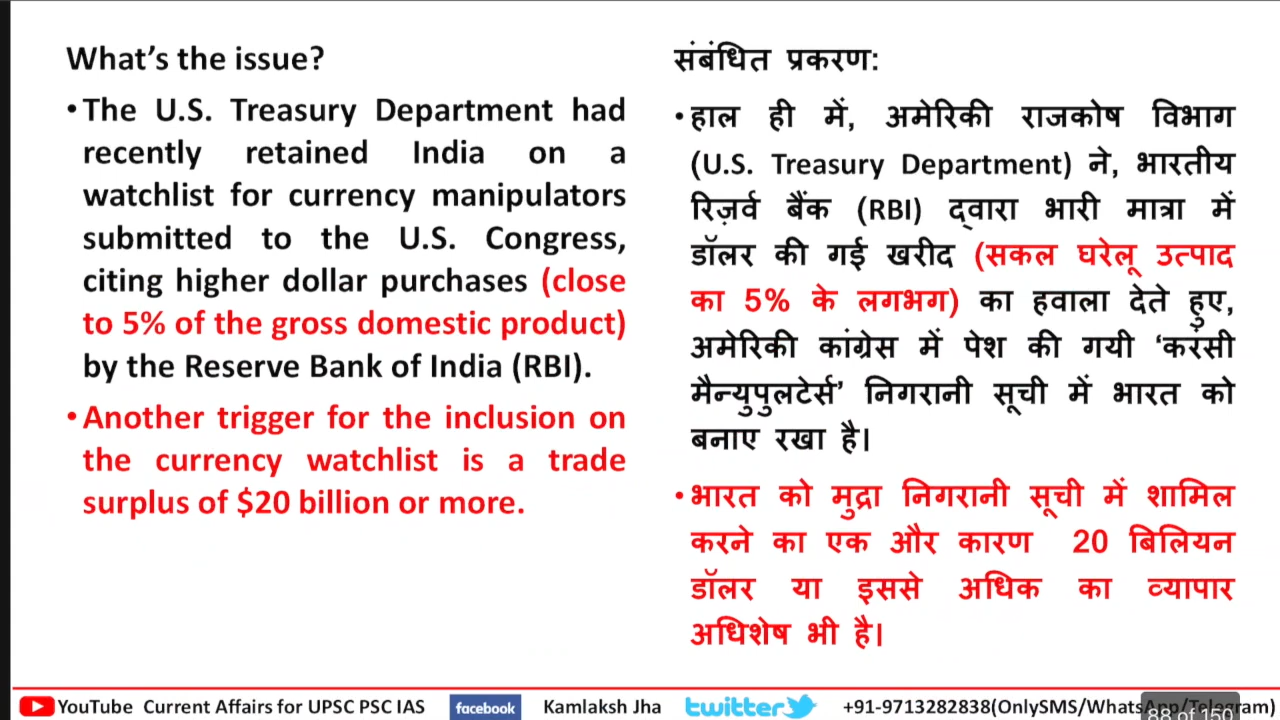 What's the issue?
•The U.S. Treasury Department had
recently retained India on a
watchlist for currency manipulators
submitted to the U.S. Congress,
citing higher dollar purchases (close
to 5% of the gross domestic product)
by the Reserve Bank of India (RBI).
•Another trigger for the inclusion on
the currency watchlist is a trade
surplus of $20 billion or more.
संबंधित प्रकरण:
•हाल ही में, अमेरिकी राजकोष विभाग
(U.S. Treasury Department) ने, भारतीय
रिज़र्व बैंक (RBI) द्वारा भारी मात्रा में
डॉलर की गई खरीद (सकल घरेलू उत्पाद
का 5% के लगभग) का हवाला देते हुए,
अमेरिकी कांग्रेस में पेश की गयी ‘करंसी
मैन्युपुलटेर्स’ निगरानी सूची में भारत को
बनाए रखा है।
•भारत को मुद्रा निगरानी सूची में शामिल
करने का एक और कारण 20 बिलियन
डॉलर या इससे अधिक का व्यापार
अधिशेष भी है।
YouTube Current Affairs for UPSC PSC IAS facebook Kamlaksh Jha twitter +91-9713282838(OnlySMS/WhatsApp/Telegram)
88 of 150